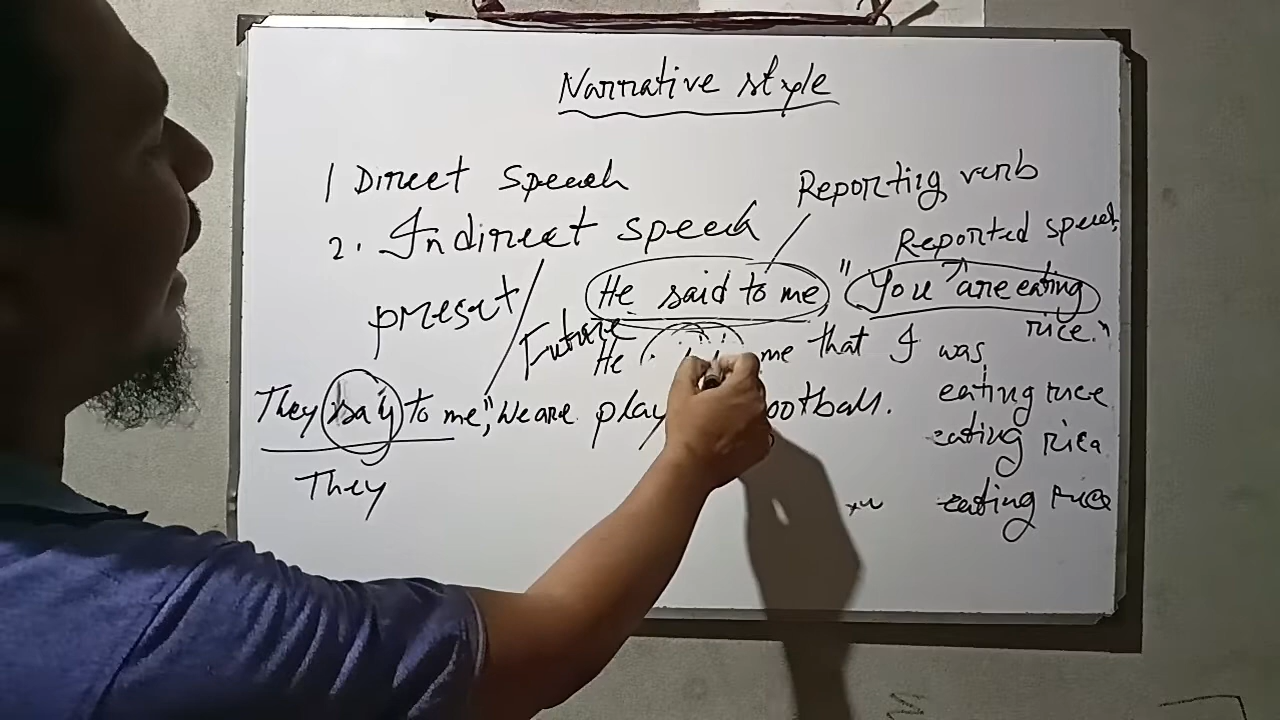 Narrative style
1 Direct speech
2. Indirect speech
Reporting verb
Reported speech
present
Future
He said to me "You are eating
rice."
He me that I was
eating rice
They say to me, "We are play ootball.
eating rice
They
eating rice